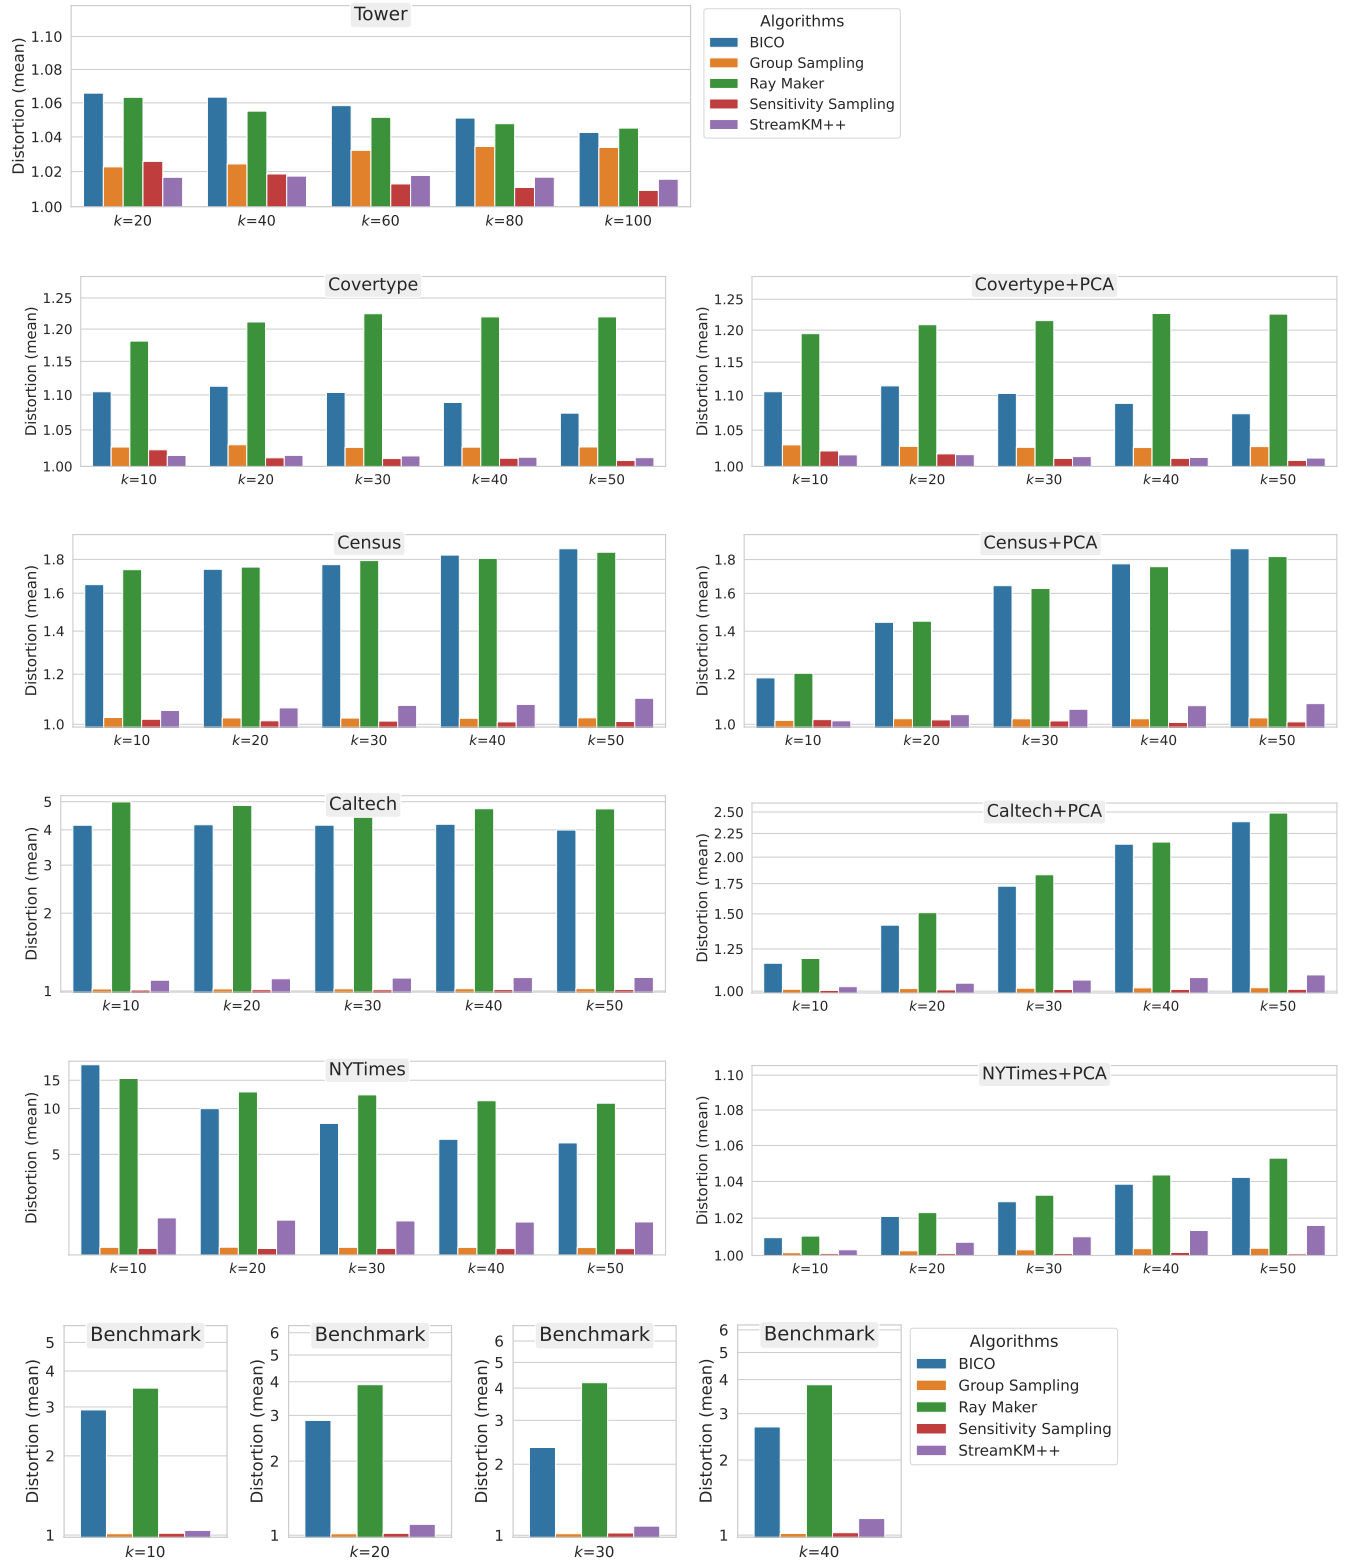 Tower
Distortion (mean)
1.10
1.08
1.06
1.04
1.02
1.00
k=20 k=40 k=60 k=80 k=100
Algorithms
BICO
Group Sampling
Ray Maker
Sensitivity Sampling
StreamKM++
Covertype
Distortion (mean)
1.25
1.20
1.15
1.10
1.05
1.00
k=10 k=20 k=30 k=40 k=50
Covertype+PCA
Distortion (mean)
1.25
1.20
1.15
1.10
1.05
1.00
k=10 k=20 k=30 k=40 k=50
Census
Distortion (mean)
1.8
1.6
1.4
1.2
1.0
k=10 k=20 k=30 k=40 k=50
Census+PCA
Distortion (mean)
1.8
1.6
1.4
1.2
1.0
k=10 k=20 k=30 k=40 k=50
Caltech
Distortion (mean)
5
4
3
2
1
k=10 k=20 k=30 k=40 k=50
Caltech+PCA
Distortion (mean)
2.50
2.25
2.00
1.75
1.50
1.25
1.00
k=10 k=20 k=30 k=40 k=50
NYTimes
Distortion (mean)
15
10
5
k=10 k=20 k=30 k=40 k=50
NYTimes+PCA
Distortion (mean)
1.10
1.08
1.06
1.04
1.02
1.00
k=10 k=20 k=30 k=40 k=50
Benchmark
Distortion (mean)
5
4
3
2
1
k=10
Benchmark
Distortion (mean)
6
5
4
3
2
1
k=20
Benchmark
Distortion (mean)
6
5
4
3
2
1
k=30
Benchmark
Distortion (mean)
6
5
4
3
2
1
k=40
Algorithms
BICO
Group Sampling
Ray Maker
Sensitivity Sampling
StreamKM++